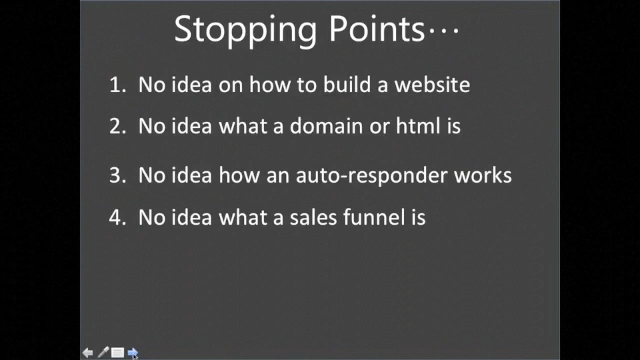 Stopping Points…
1. No idea on how to build a website
2. No idea what a domain or html is
3. No idea how an auto-responder works
4. No idea what a sales funnel is